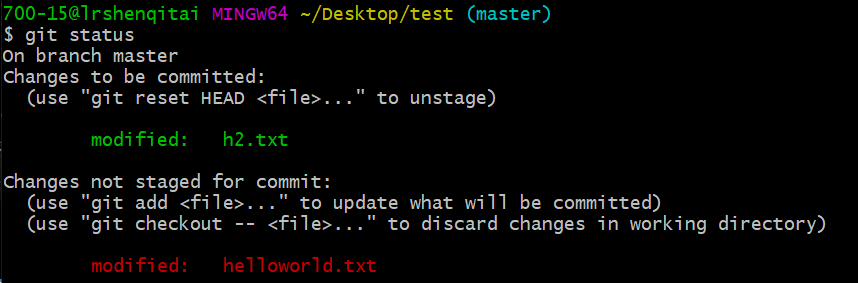 700-15@lrshenqitai MINGW64 ~/Desktop/test (master)
$ git status
On branch master
Changes to be committed:
  (use "git reset HEAD <file>..." to unstage)

        modified:   h2.txt

Changes not staged for commit:
  (use "git add <file>..." to update what will be committed)
  (use "git checkout -- <file>..." to discard changes in working directory)

        modified:   helloworld.txt